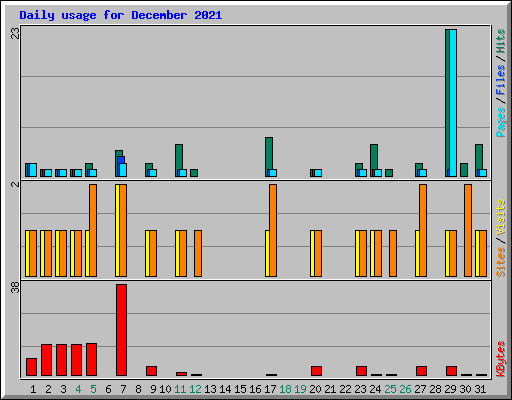 Daily usage for December 2021
23
2
38
Pages/Files/Hits
Sites/Visits
KBytes
1 2 3 4 5 6 7 8 9 10 11 12 13 14 15 16 17 18 19 20 21 22 23 24 25 26 27 28 29 30 31